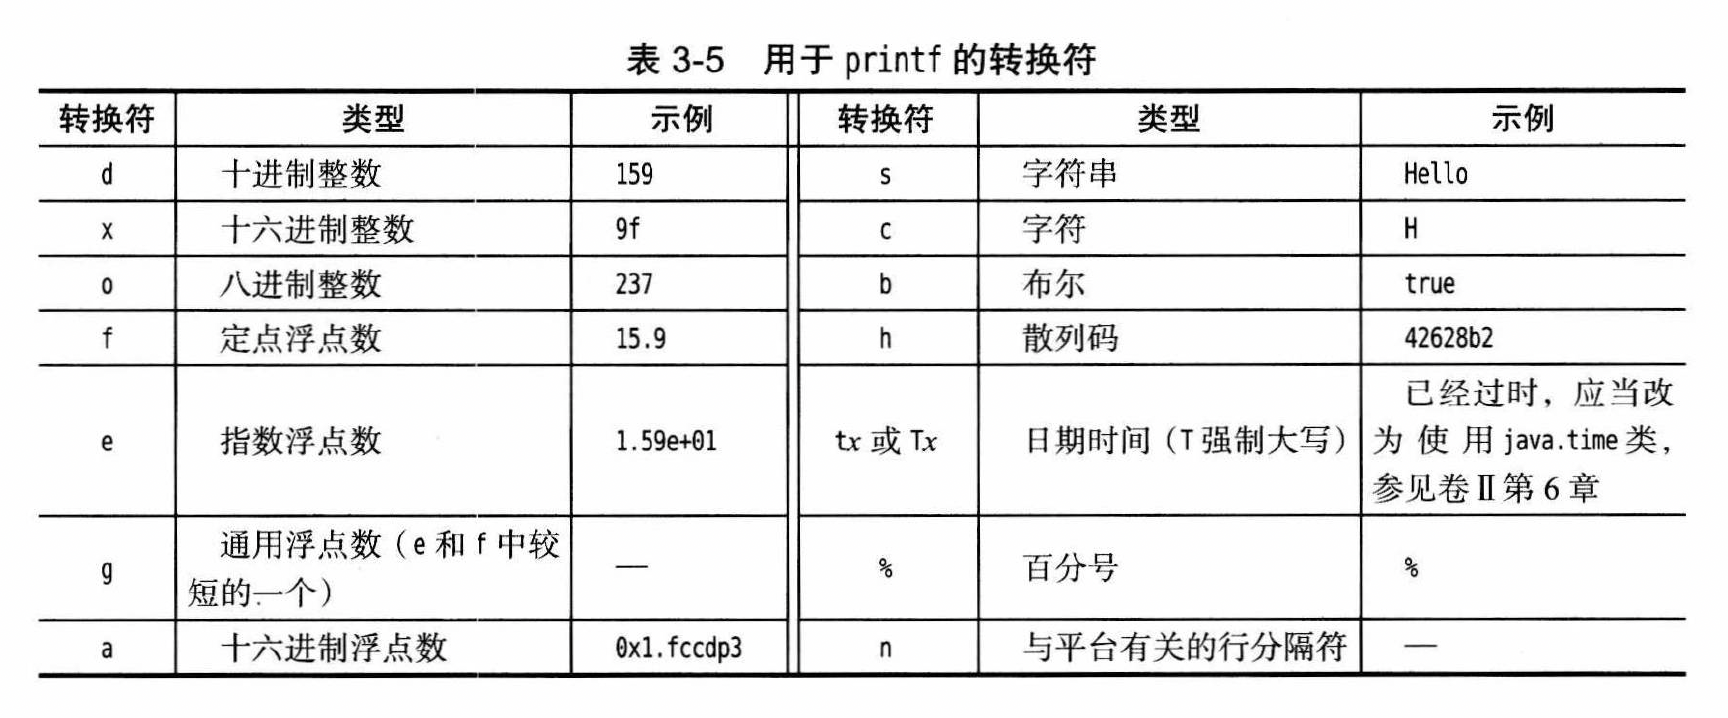 表 3-5 用于 printf 的转换符
转换符 类型 示例 转换符 类型 示例
d 十进制整数 159 s 字符串 Hello
x 十六进制整数 9f c 字符 H
o 八进制整数 237 b 布尔 true
f 定点浮点数 15.9 h 散列码 42628b2
e 指数浮点数 1.59e+01 tx 或 Tx 日期时间（T 强制大写） 已经过时，应当改
为使用 java.time 类，
参见卷Ⅱ第 6 章
g 通用浮点数（e 和 f 中较
短的一个） — % 百分号 %
a 十六进制浮点数 0x1.fccdp3 n 与平台有关的行分隔符 —